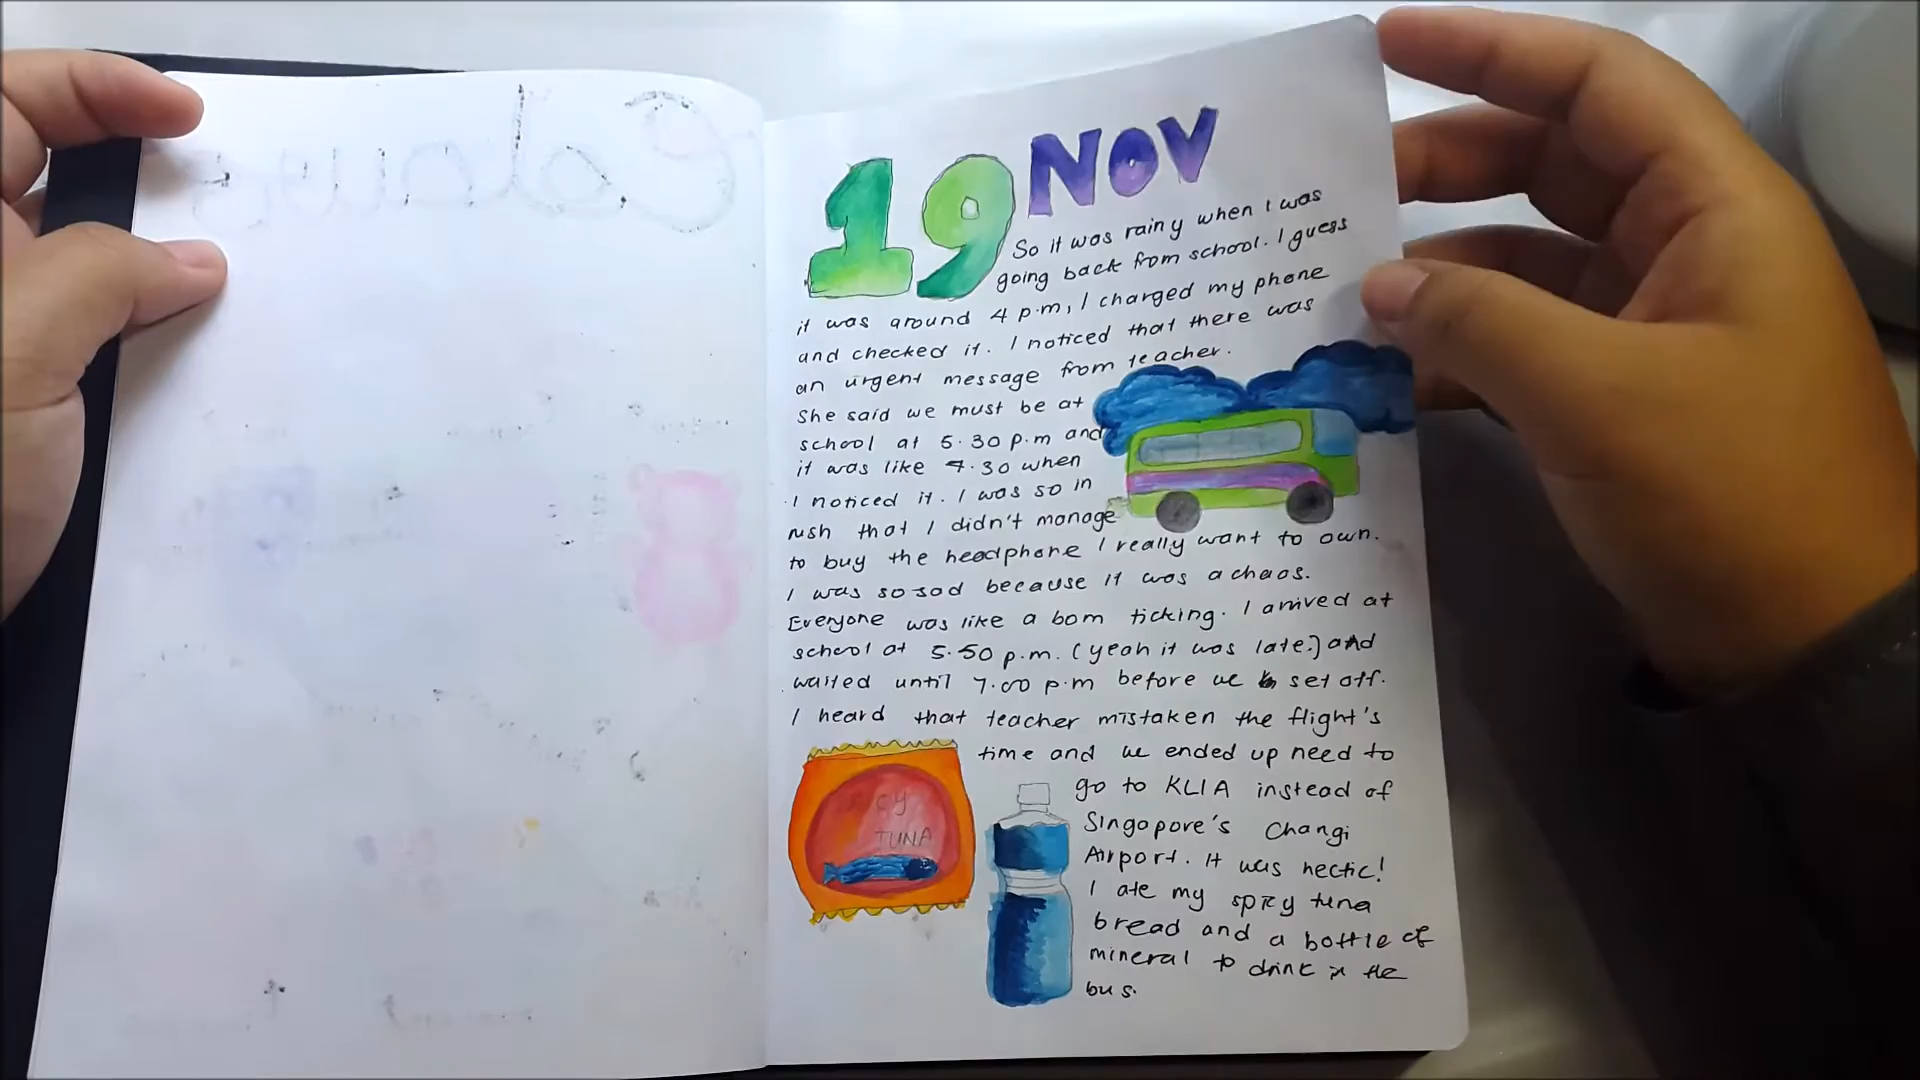 19 NOV
So it was rainy when I was
going back from school. I guess
it was around 4 p.m, I charged my phone
and checked it. I noticed that there was
an urgent message from teacher.
She said we must be at
school at 5.30 p.m and
it was like 4.30 when
I noticed it. I was so in
rush that I didn't manage
to buy the headphone I really want to own.
I was so sad because it was a chaos.
Everyone was like a bom ticking. I arrived at
school at 5.50 p.m. (yeah it was late.) and
waited until 7.00 p.m before we set off.
I heard that teacher mistaken the flight's
time and we ended up need to
go to KLIA instead of
Singapore's Changi
Airport. It was hectic!
I ate my spicy tuna
bread and a bottle of
mineral to drink in the
bus.
CY
TUNA